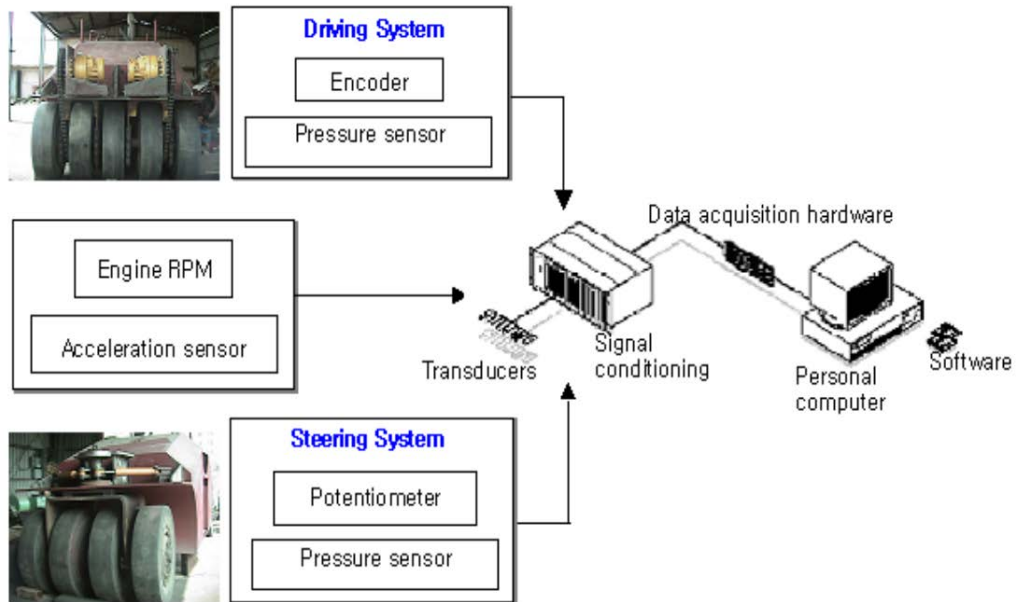 Driving System
Encoder
Pressure sensor
Engine RPM
Acceleration sensor
Steering System
Potentiometer
Pressure sensor
Transducers
Signal
conditioning
Data acquisition hardware
Personal
computer
Software